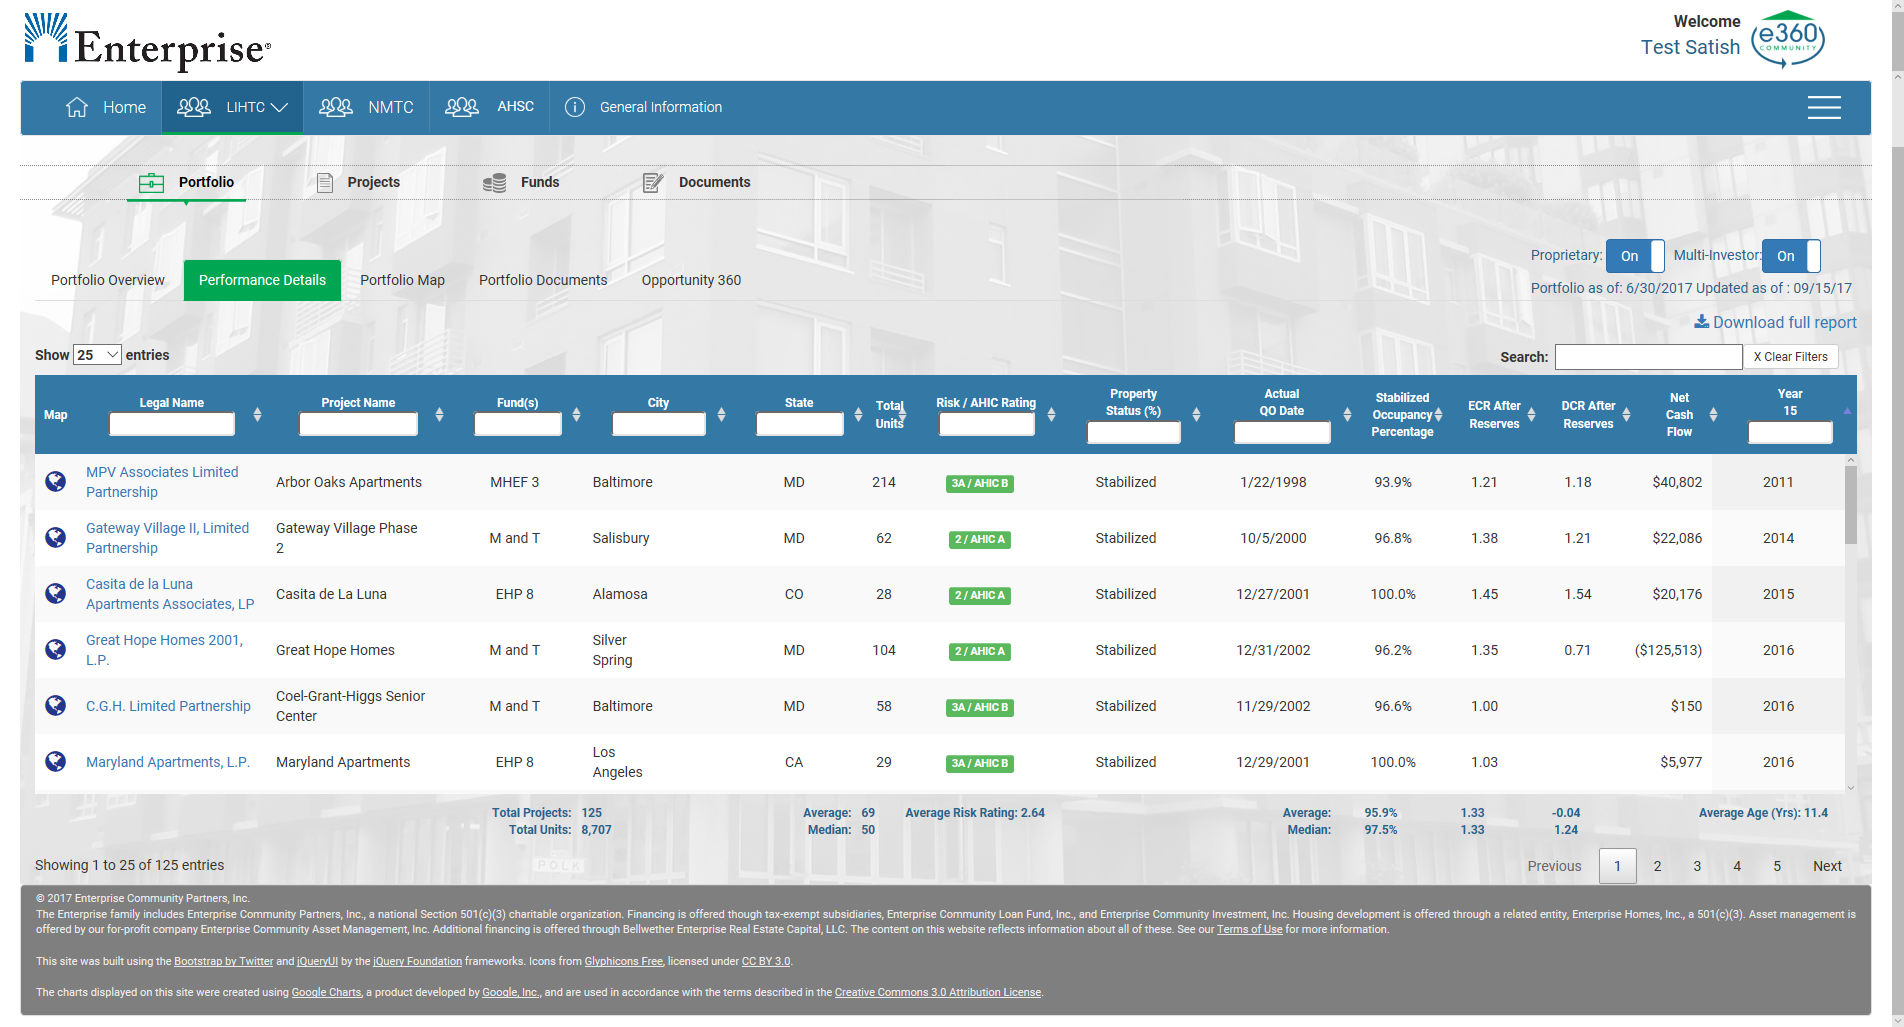 Enterprise®
Welcome
Test Satish
e360
COMMUNITY
Home LIHTC NMTC AHSC General Information
Portfolio Projects Funds Documents
Proprietary: On Multi-Investor: On
Portfolio Overview Performance Details Portfolio Map Portfolio Documents Opportunity 360
Portfolio as of: 6/30/2017 Updated as of : 09/15/17
Download full report
Show 25 entries
Search: X Clear Filters
Map Legal Name Project Name Fund(s) City State Total Units Risk / AHIC Rating Property Status (%) Actual QO Date Stabilized Occupancy Percentage ECR After Reserves DCR After Reserves Net Cash Flow Year 15
MPV Associates Limited Partnership Arbor Oaks Apartments MHEF 3 Baltimore MD 214 3A / AHIC B Stabilized 1/22/1998 93.9% 1.21 1.18 $40,802 2011
Gateway Village II, Limited Partnership Gateway Village Phase 2 M and T Salisbury MD 62 2 / AHIC A Stabilized 10/5/2000 96.8% 1.38 1.21 $22,086 2014
Casita de la Luna Apartments Associates, LP Casita de La Luna EHP 8 Alamosa CO 28 2 / AHIC A Stabilized 12/27/2001 100.0% 1.45 1.54 $20,176 2015
Great Hope Homes 2001, L.P. Great Hope Homes M and T Silver Spring MD 104 2 / AHIC A Stabilized 12/31/2002 96.2% 1.35 0.71 ($125,513) 2016
C.G.H. Limited Partnership Coel-Grant-Higgs Senior Center M and T Baltimore MD 58 3A / AHIC B Stabilized 11/29/2002 96.6% 1.00 $150 2016
Maryland Apartments, L.P. Maryland Apartments EHP 8 Los Angeles CA 29 3A / AHIC B Stabilized 12/29/2001 100.0% 1.03 $5,977 2016
Total Projects: 125 Average: 69 Average Risk Rating: 2.64 Average: 95.9% 1.33 -0.04 Average Age (Yrs): 11.4
Total Units: 8,707 Median: 50 Median: 97.5% 1.33 1.24
POLK
Showing 1 to 25 of 125 entries
Previous 1 2 3 4 5 Next
© 2017 Enterprise Community Partners, Inc.
The Enterprise family includes Enterprise Community Partners, Inc., a national Section 501(c)(3) charitable organization. Financing is offered though tax-exempt subsidiaries, Enterprise Community Loan Fund, Inc., and Enterprise Community Investment, Inc. Housing development is offered through a related entity, Enterprise Homes, Inc., a 501(c)(3). Asset management is
offered by our for-profit company Enterprise Community Asset Management, Inc. Additional financing is offered through Bellwether Enterprise Real Estate Capital, LLC. The content on this website reflects information about all of these. See our Terms of Use for more information.
This site was built using the Bootstrap by Twitter and jQueryUI by the jQuery Foundation frameworks. Icons from Glyphicons Free, licensed under CC BY 3.0.
The charts displayed on this site were created using Google Charts, a product developed by Google, Inc., and are used in accordance with the terms described in the Creative Commons 3.0 Attribution License.